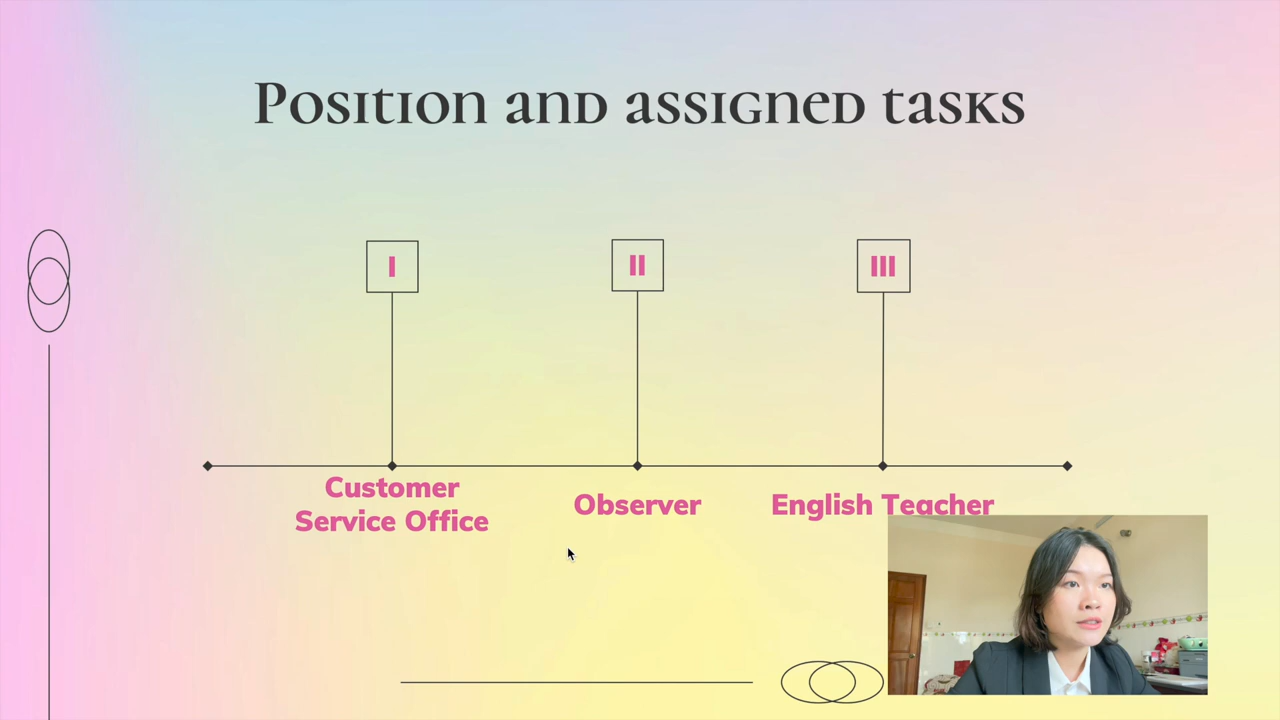 Position and assigned tasks
I
II
III
Customer
Service Office
Observer
English Teacher